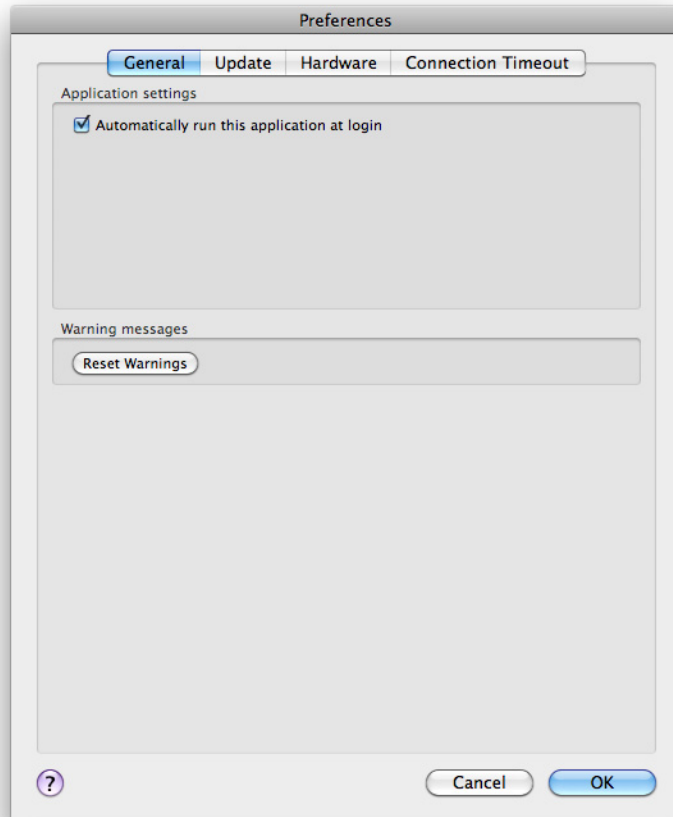 Preferences
General Update Hardware Connection Timeout
Application settings
Automatically run this application at login
Warning messages
Reset Warnings
? Cancel OK